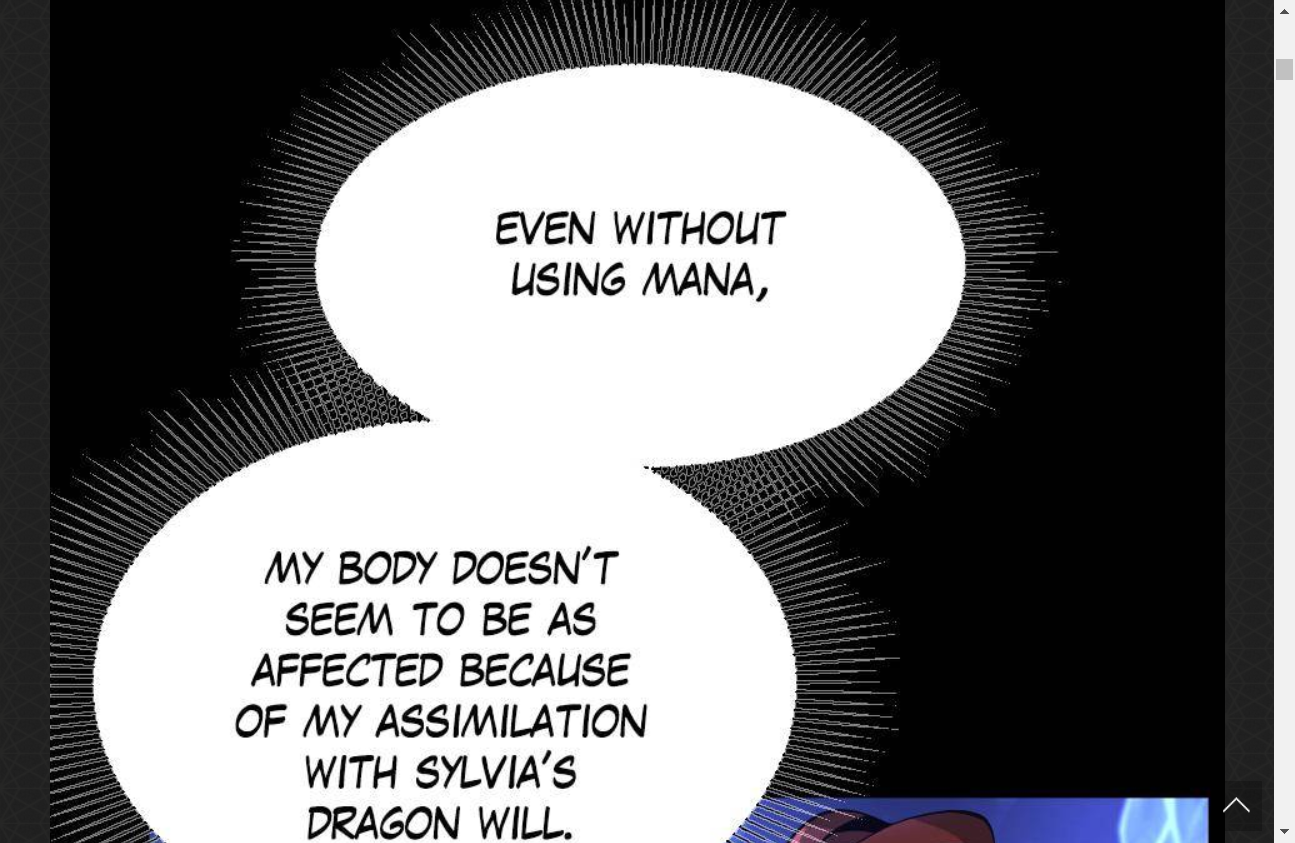 EVEN WITHOUT
USING MANA,
MY BODY DOESN'T
SEEM TO BE AS
AFFECTED BECAUSE
OF MY ASSIMILATION
WITH SYLVIA'S
DRAGON WILL.